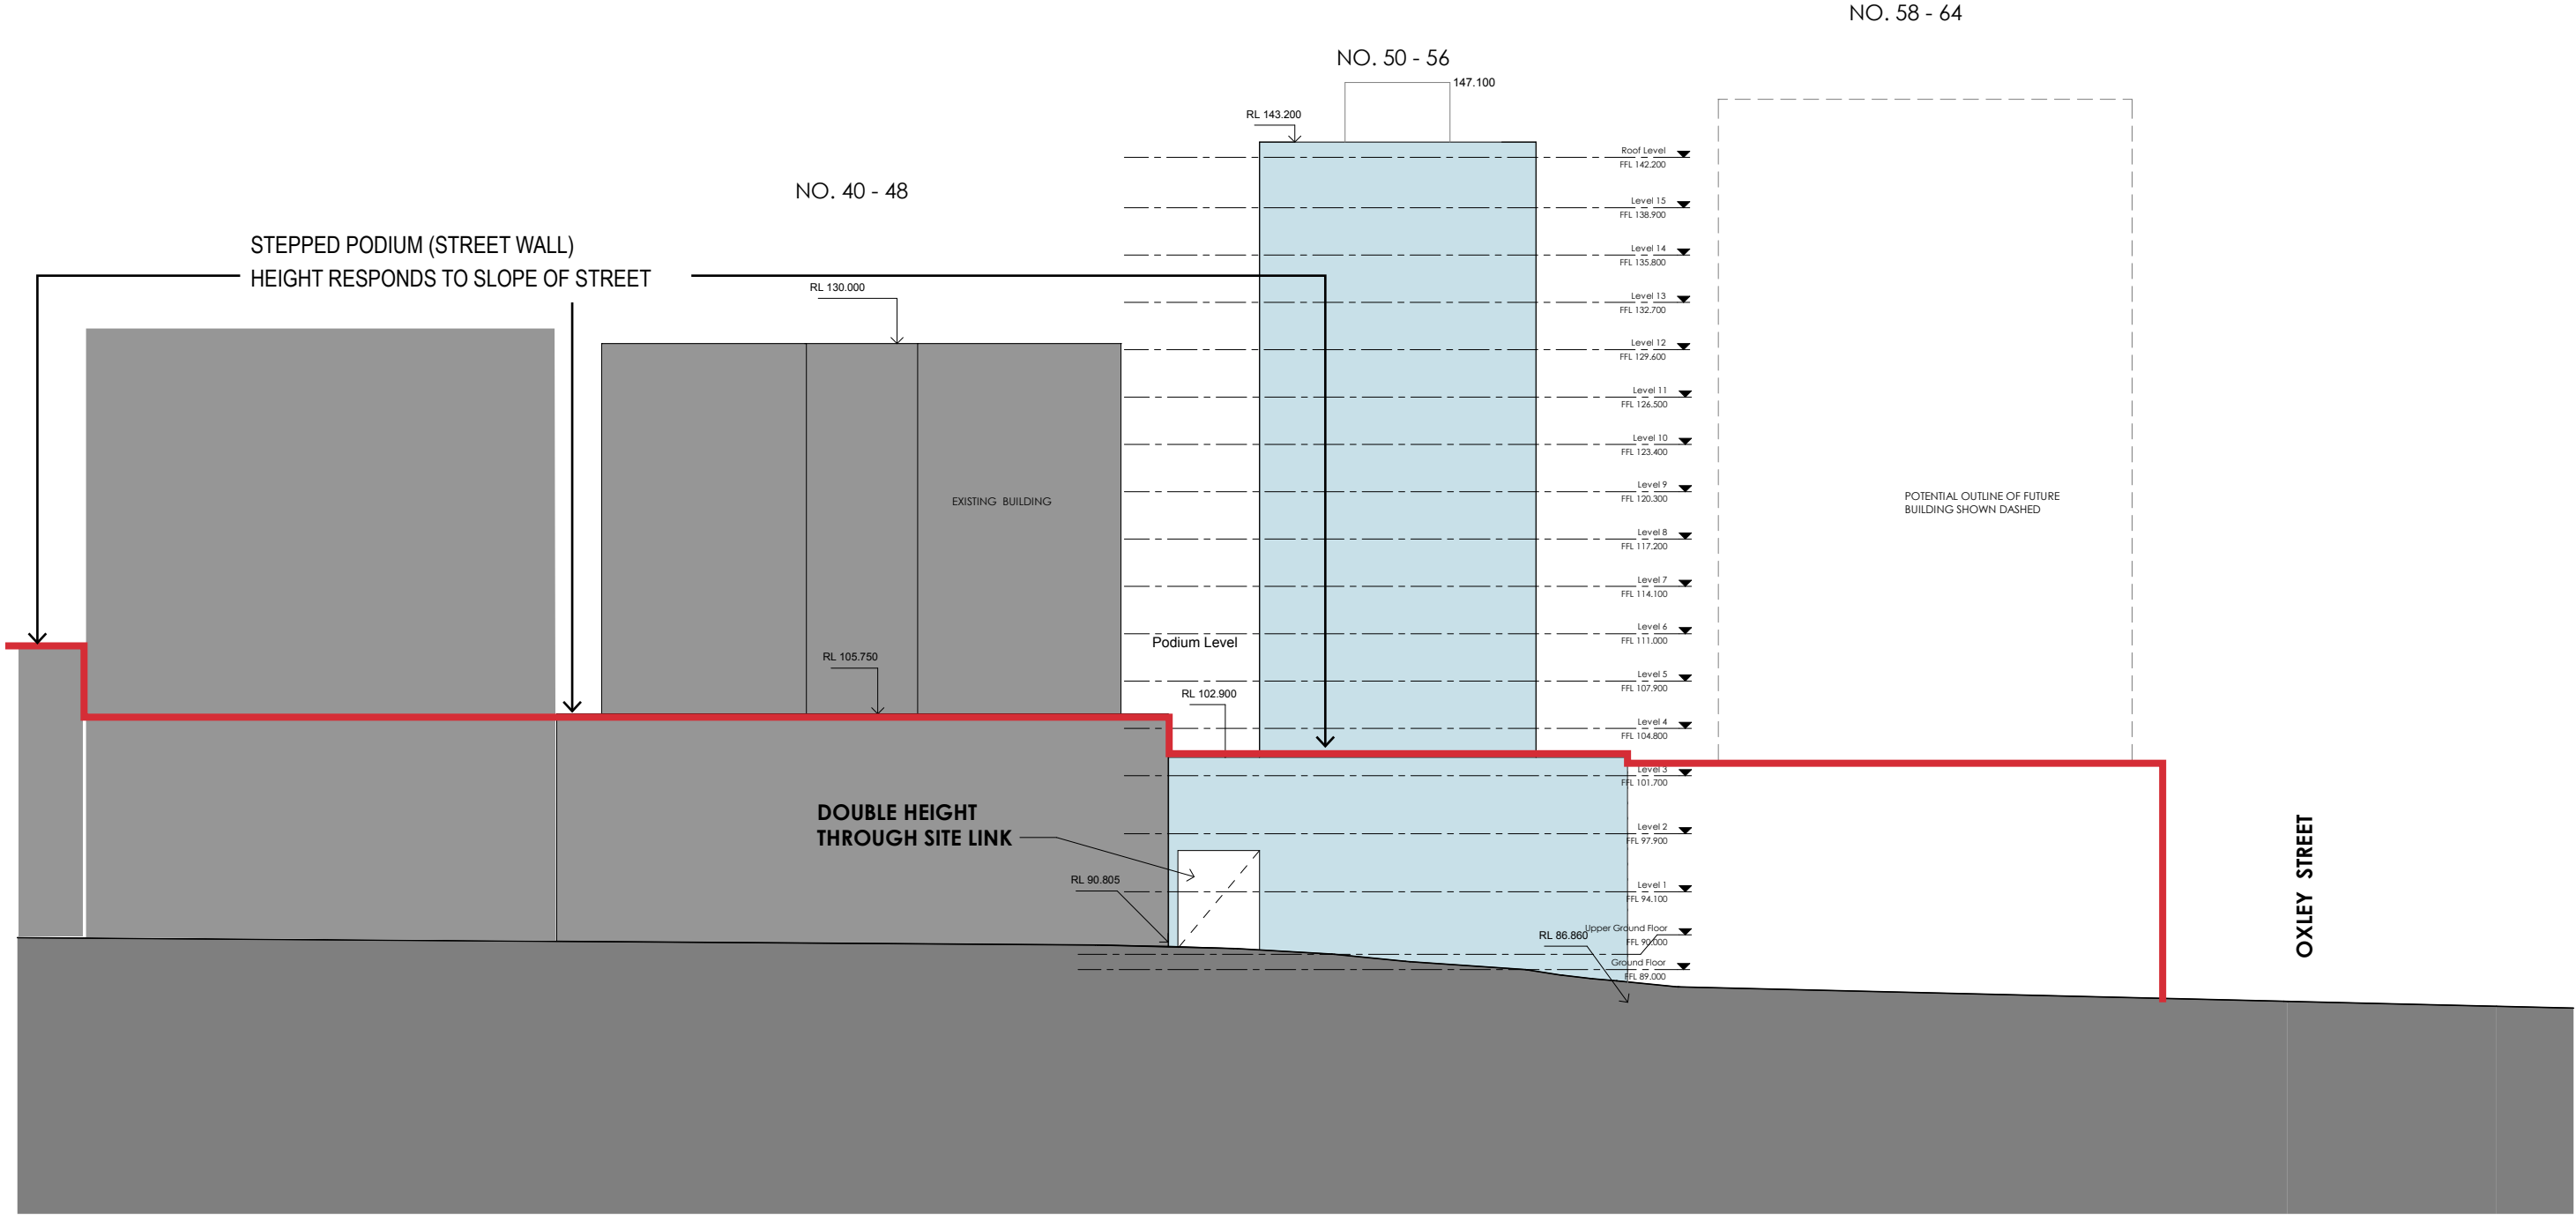 NO. 58 - 64
NO. 50 - 56
147.100
RL 143.200
Roof Level
FFL 142.200
NO. 40 - 48
Level 15
FFL 138.900
STEPPED PODIUM (STREET WALL)
HEIGHT RESPONDS TO SLOPE OF STREET
Level 14
FFL 135.800
RL 130.000
Level 13
FFL 132.700
Level 12
FFL 129.600
Level 11
FFL 126.500
Level 10
FFL 123.400
EXISTING BUILDING
Level 9
FFL 120.300
POTENTIAL OUTLINE OF FUTURE
BUILDING SHOWN DASHED
Level 8
FFL 117.200
Level 7
FFL 114.100
Level 6
FFL 111.000
Podium Level
RL 105.750
Level 5
FFL 107.900
RL 102.900
Level 4
FFL 104.800
Level 3
FFL 101.700
DOUBLE HEIGHT
THROUGH SITE LINK
Level 2
FFL 97.900
RL 90.805
Level 1
FFL 94.100
OXLEY STREET
RL 86.860
Upper Ground Floor
FFL 90.000
Ground Floor
FFL 89.000